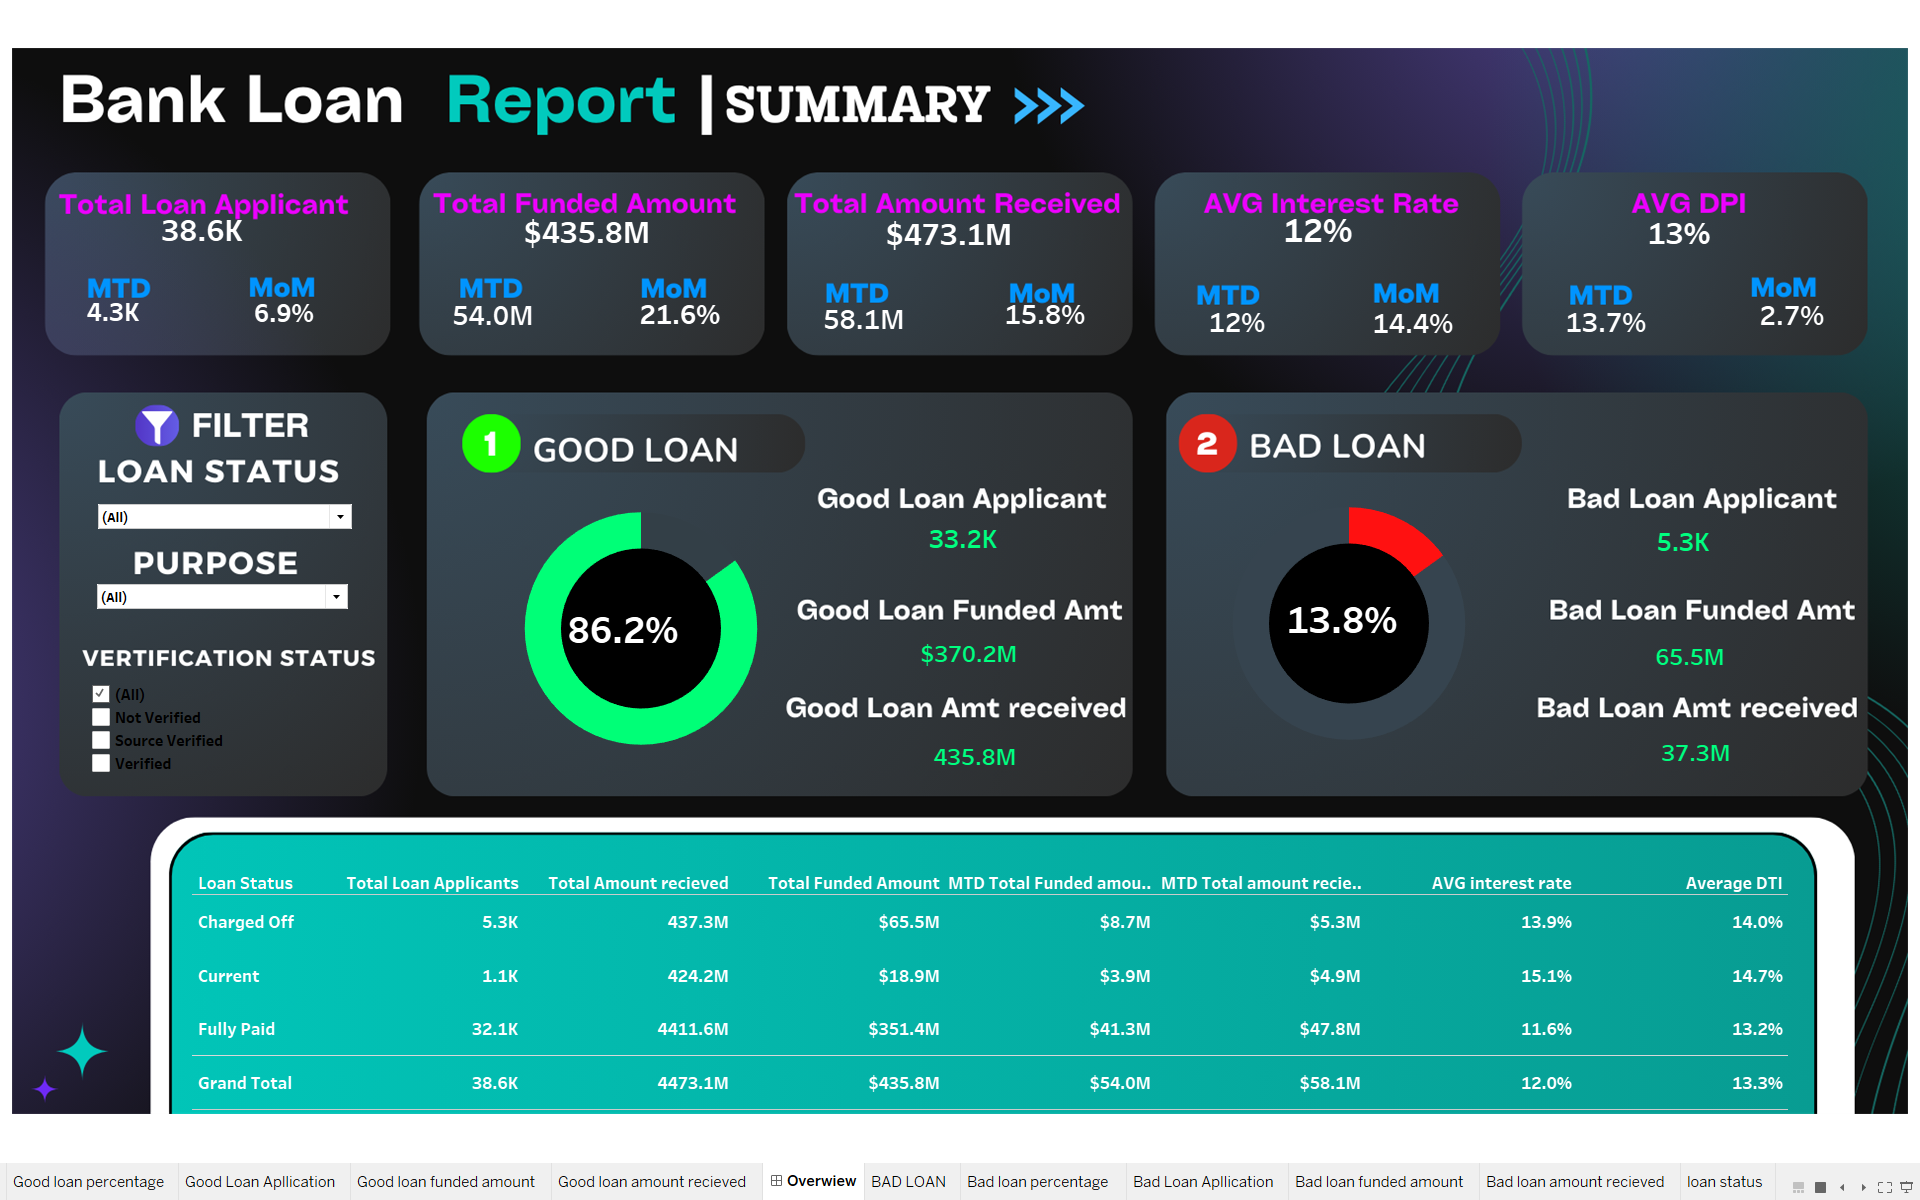 Bank Loan Report |SUMMARY >>>
Total Loan Applicant
38.6K
MTD MoM
4.3K 6.9%
Total Funded Amount
$435.8M
MTD MoM
54.0M 21.6%
Total Amount Received
$473.1M
MTD MoM
58.1M 15.8%
AVG Interest Rate
12%
MTD MoM
12% 14.4%
AVG DPI
13%
MTD MoM
13.7% 2.7%
FILTER
LOAN STATUS
(All)
PURPOSE
(All)
VERTIFICATION STATUS
(All)
Not Verified
Source Verified
Verified
1 GOOD LOAN
86.2%
Good Loan Applicant
33.2K
Good Loan Funded Amt
$370.2M
Good Loan Amt received
435.8M
2 BAD LOAN
13.8%
Bad Loan Applicant
5.3K
Bad Loan Funded Amt
65.5M
Bad Loan Amt received
37.3M
Loan Status Total Loan Applicants Total Amount recieved Total Funded Amount MTD Total Funded amou.. MTD Total amount recie.. AVG interest rate Average DTI
Charged Off 5.3K 437.3M $65.5M $8.7M $5.3M 13.9% 14.0%
Current 1.1K 424.2M $18.9M $3.9M $4.9M 15.1% 14.7%
Fully Paid 32.1K 4411.6M $351.4M $41.3M $47.8M 11.6% 13.2%
Grand Total 38.6K 4473.1M $435.8M $54.0M $58.1M 12.0% 13.3%
Good loan percentage Good Loan Apllication Good loan funded amount Good loan amount recieved Overwiew BAD LOAN Bad loan percentage Bad Loan Apllication Bad loan funded amount Bad loan amount recieved loan status